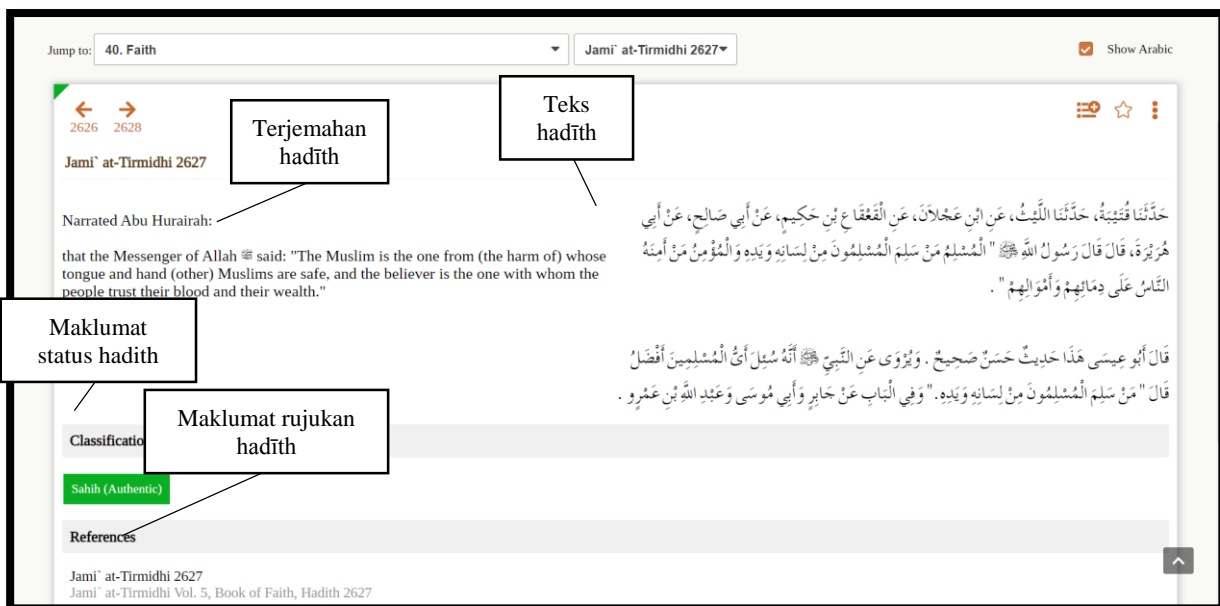 Jump to: 40. Faith Jami` at-Tirmidhi 2627 Show Arabic
2626 2628
Terjemahan
hadīth
Teks
hadīth
Jami` at-Tirmidhi 2627
Narrated Abu Hurairah:
that the Messenger of Allah ﷺ said: "The Muslim is the one from (the harm of) whose
tongue and hand (other) Muslims are safe, and the believer is the one with whom the
people trust their blood and their wealth."
حَدَّثَنَا قُتَيْبَةُ، حَدَّثَنَا اللَّيْثُ، عَنِ ابْنِ عَجْلاَنَ، عَنِ الْقَعْقَاعِ بْنِ حَكِيمٍ، عَنْ أَبِي صَالِحٍ، عَنْ أَبِي
هُرَيْرَةَ، قَالَ قَالَ رَسُولُ اللَّهِ ﷺ " الْمُسْلِمُ مَنْ سَلِمَ الْمُسْلِمُونَ مِنْ لِسَانِهِ وَيَدِهِ وَالْمُؤْمِنُ مَنْ أَمِنَهُ
النَّاسُ عَلَى دِمَائِهِمْ وَأَمْوَالِهِمْ " .
قَالَ أَبُو عِيسَى هَذَا حَدِيثٌ حَسَنٌ صَحِيحٌ . وَيُرْوَى عَنِ النَّبِيِّ ﷺ أَنَّهُ سُئِلَ أَىُّ الْمُسْلِمِينَ أَفْضَلُ
قَالَ " مَنْ سَلِمَ الْمُسْلِمُونَ مِنْ لِسَانِهِ وَيَدِهِ. " وَفِي الْبَابِ عَنْ جَابِرٍ وَأَبِي مُوسَى وَعَبْدِ اللَّهِ بْنِ عَمْرٍو .
Maklumat
status hadith
Maklumat rujukan
hadīth
Classificatio
Sahih (Authentic)
References
Jami` at-Tirmidhi 2627
Jami` at-Tirmidhi Vol. 5, Book of Faith, Hadith 2627